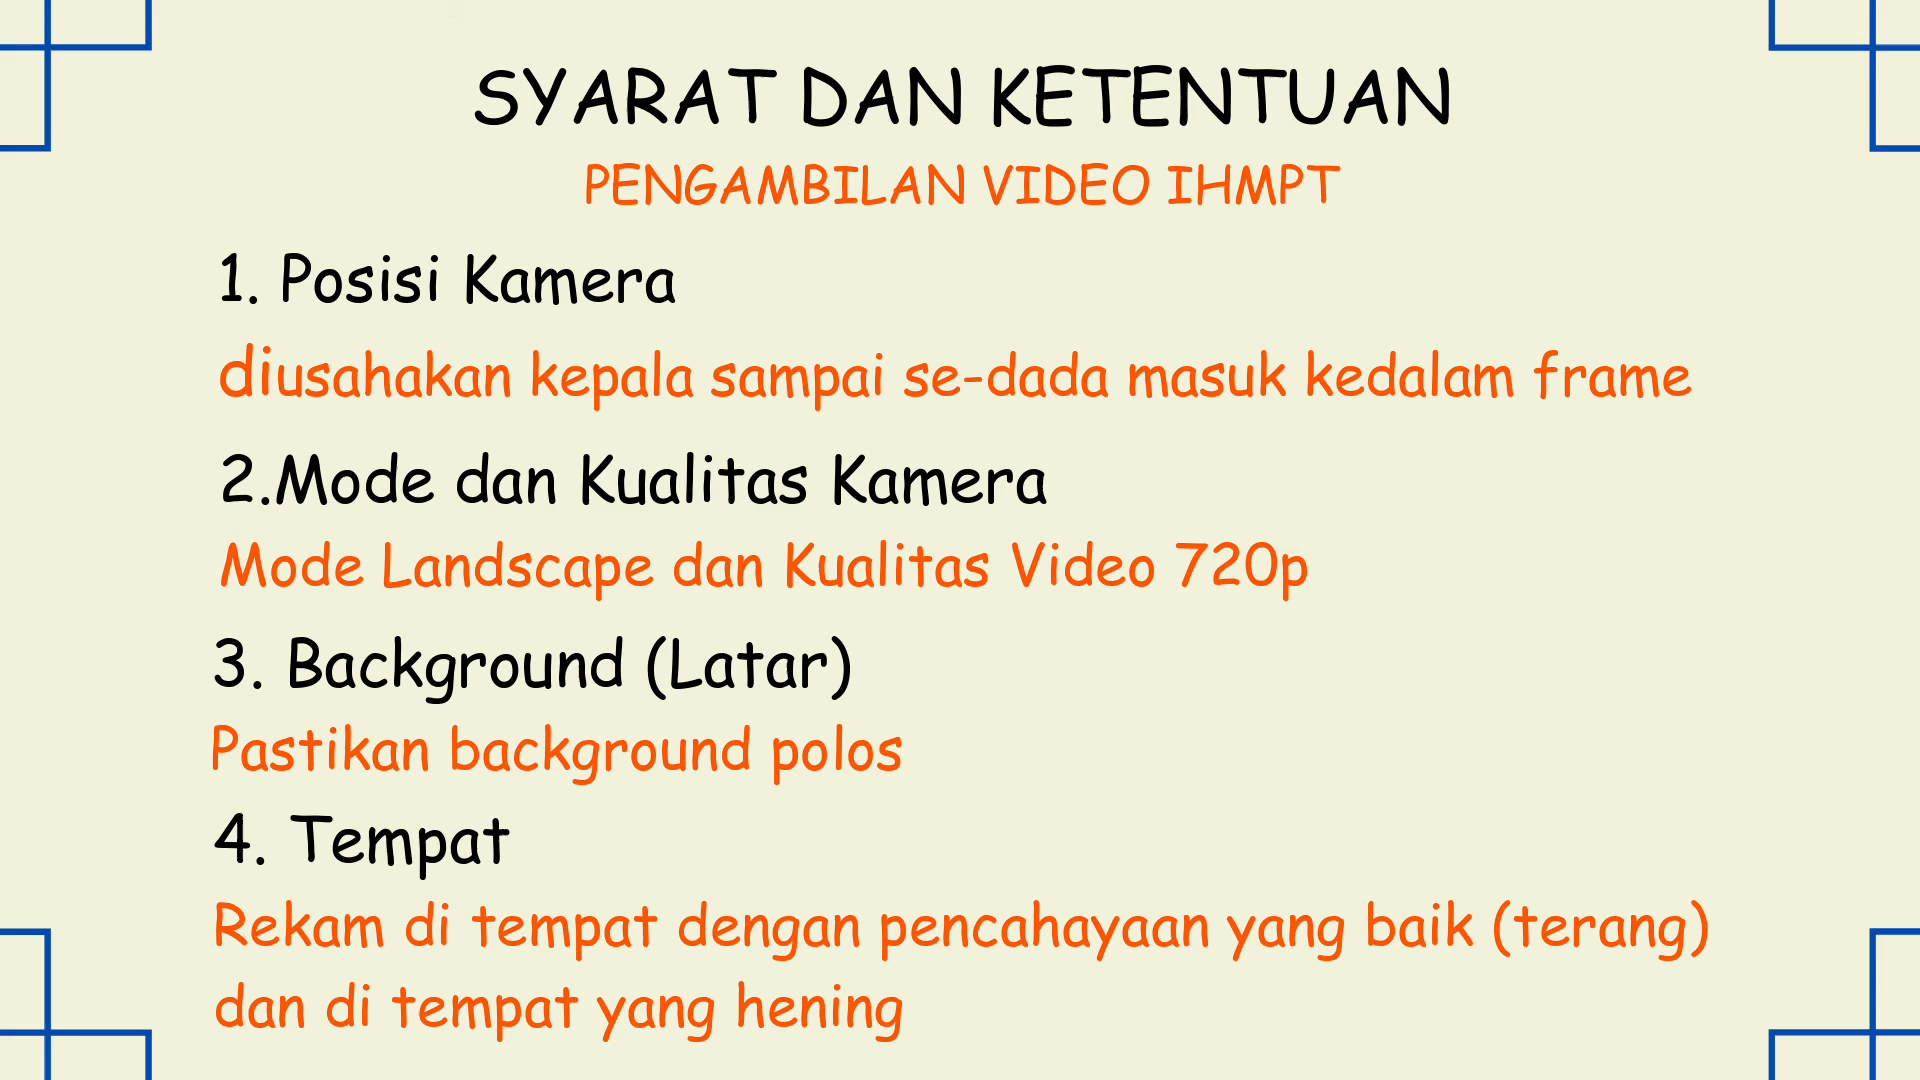 SYARAT DAN KETENTUAN
PENGAMBILAN VIDEO IHMPT
1. Posisi Kamera
diusahakan kepala sampai se-dada masuk kedalam frame
2.Mode dan Kualitas Kamera
Mode Landscape dan Kualitas Video 720p
3. Background (Latar)
Pastikan background polos
4. Tempat
Rekam di tempat dengan pencahayaan yang baik (terang)
dan di tempat yang hening